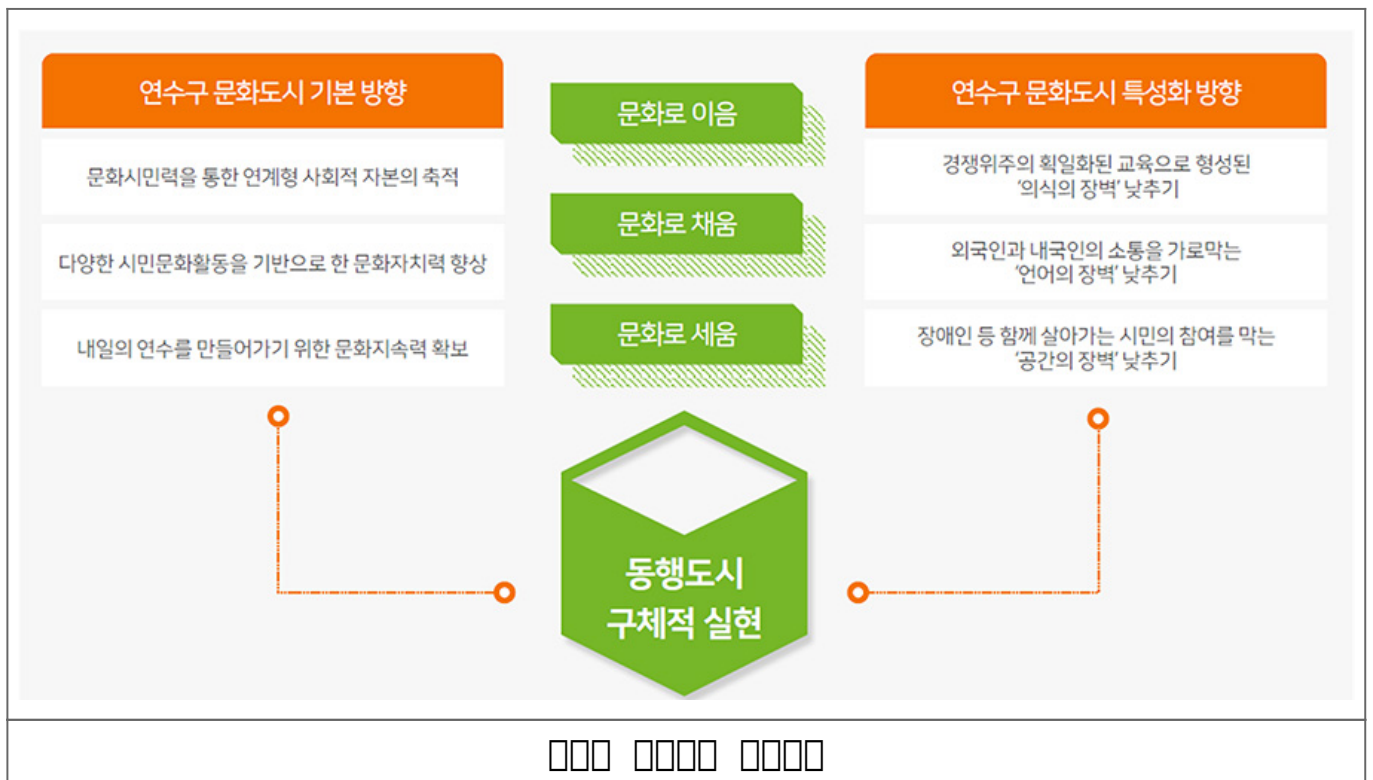 연수구 문화도시 기본 방향
문화시민력을 통한 연계형 사회적 자본의 축적
다양한 시민문화활동을 기반으로 한 문화자치력 향상
내일의 연수를 만들어가기 위한 문화지속력 확보
문화로 이음
문화로 채움
문화로 세움
연수구 문화도시 특성화 방향
경쟁위주의 획일화된 교육으로 형성된
‘의식의 장벽’ 낮추기
외국인과 내국인의 소통을 가로막는
‘언어의 장벽’ 낮추기
장애인 등 함께 살아가는 시민의 참여를 막는
‘공간의 장벽’ 낮추기
동행도시
구체적 실현